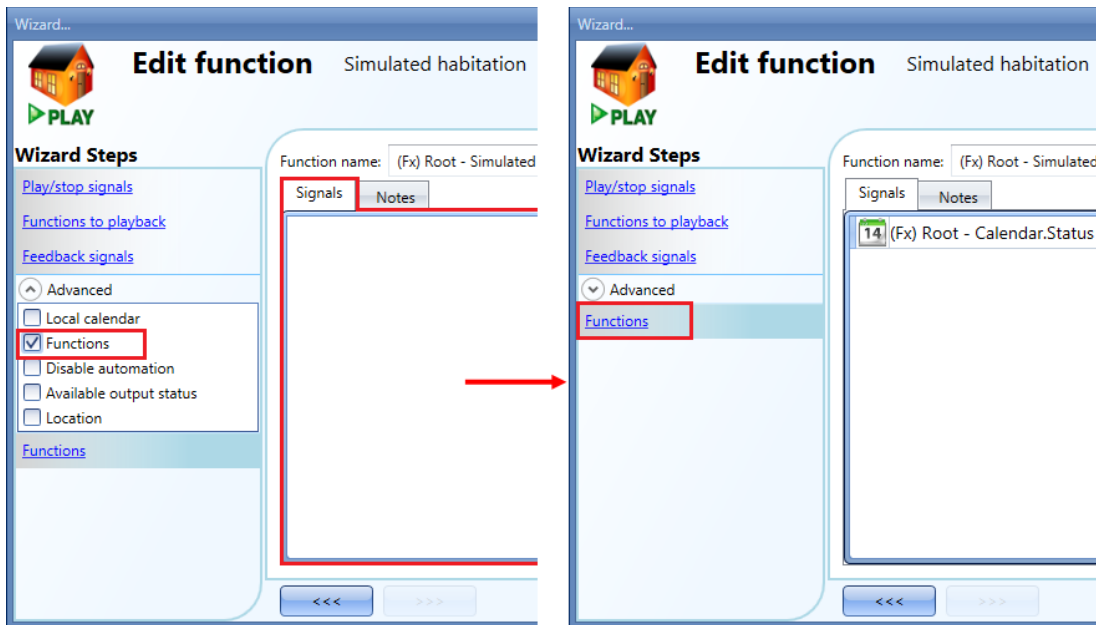 Wizard...
Edit function Simulated habitation
PLAY
Wizard Steps
Play/stop signals
Functions to playback
Feedback signals
Advanced
Local calendar
Functions
Disable automation
Available output status
Location
Functions
Function name: (Fx) Root - Simulated
Signals Notes
<<< >>>
Wizard...
Edit function Simulated habitation
PLAY
Wizard Steps
Play/stop signals
Functions to playback
Feedback signals
Advanced
Functions
Function name: (Fx) Root - Simulated
Signals Notes
14 (Fx) Root - Calendar.Status
<<< >>>